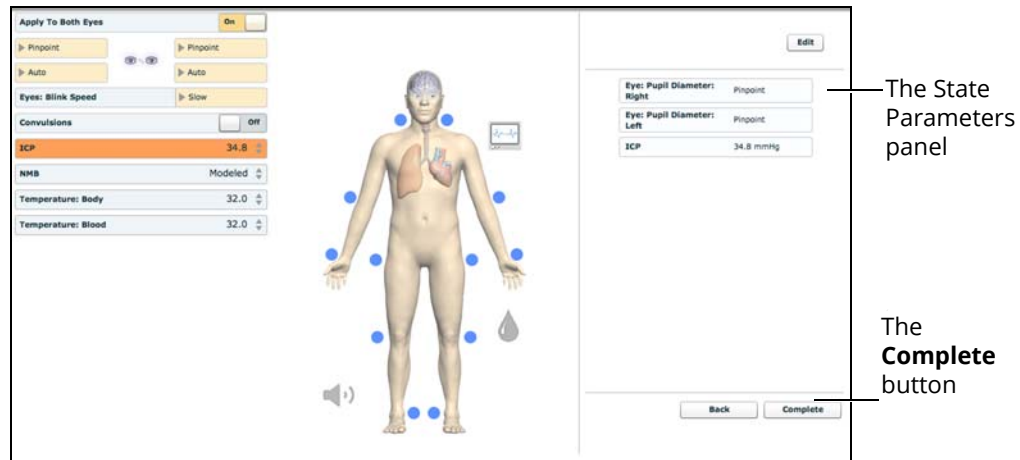 Apply To Both Eyes On
Pinpoint Pinpoint
Auto Auto
Eyes: Blink Speed Slow
Convulsions Off
ICP 34.8
NMB Modeled
Temperature: Body 32.0
Temperature: Blood 32.0
Edit
Eye: Pupil Diameter:
Right
Pinpoint
Eye: Pupil Diameter:
Left
Pinpoint
ICP 34.8 mmHg
Back Complete
The State
Parameters
panel
The
Complete
button